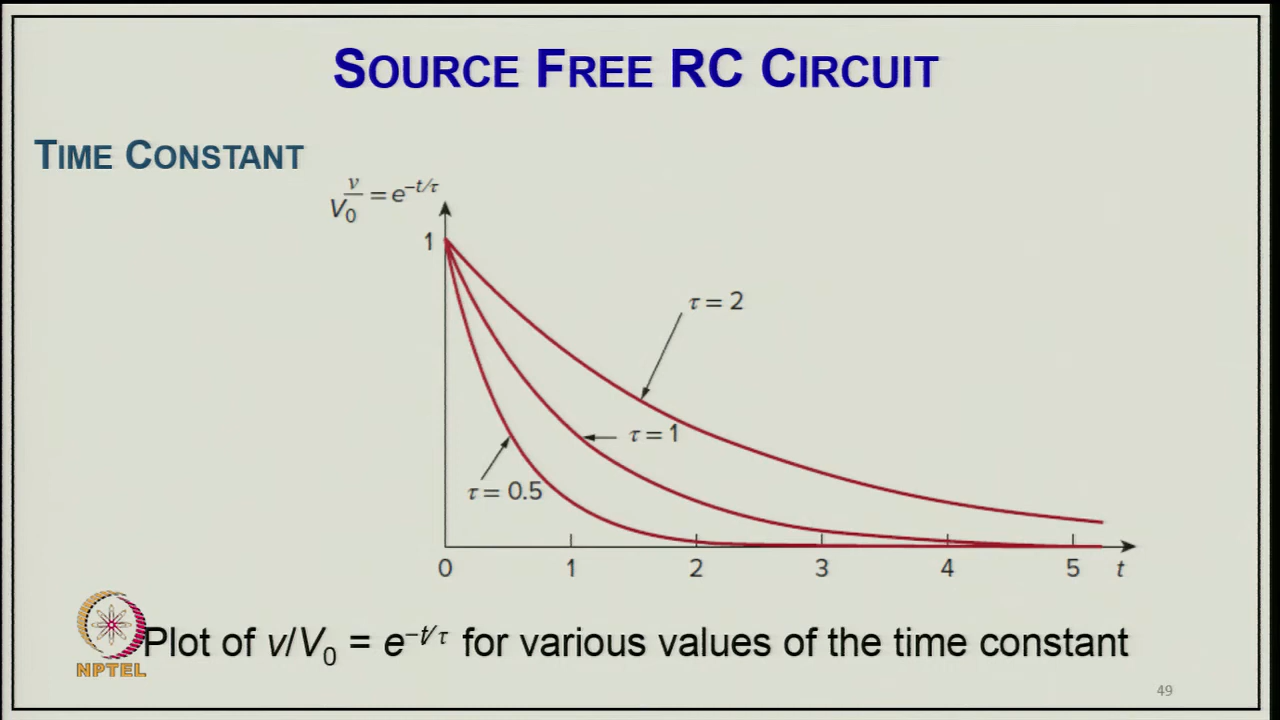 SOURCE FREE RC CIRCUIT
TIME CONSTANT
v/V₀ = e^–t/τ
1
τ = 2
τ = 1
τ = 0.5
0 1 2 3 4 5 t
Plot of v/V₀ = e^–t/τ for various values of the time constant
NPTEL
49